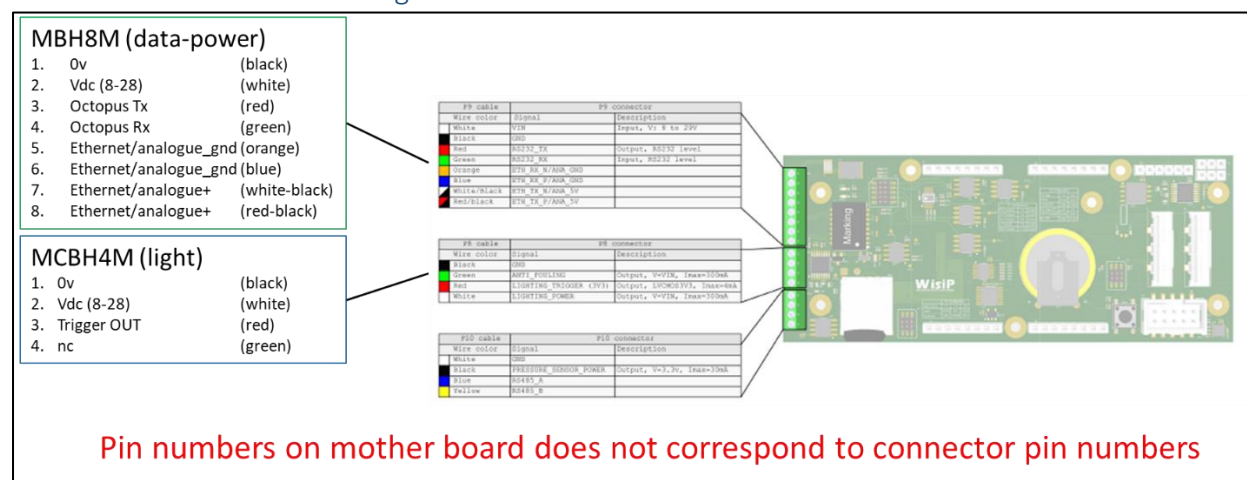 MBH8M (data-power)
1. 0v (black)
2. Vdc (8-28) (white)
3. Octopus Tx (red)
4. Octopus Rx (green)
5. Ethernet/analogue_gnd (orange)
6. Ethernet/analogue_gnd (blue)
7. Ethernet/analogue+ (white-black)
8. Ethernet/analogue+ (red-black)
MCBH4M (light)
1. 0v (black)
2. Vdc (8-28) (white)
3. Trigger OUT (red)
4. nc (green)
P9 cable P9 connector
Wire color Signal Description
White VIN Input, V: 8 to 29V
Black GND
Red RS232_TX Output, RS232 level
Green RS232_RX Input, RS232 level
Orange ETH_RX_N/ANA_GND
Blue ETH_RX_P/ANA_GND
White/Black ETH_TX_N/ANA_5V
Red/black ETH_TX_P/ANA_5V
P8 cable P8 connector
Wire color Signal Description
Black GND
Green ANTI_FOULING Output, V=VIN, Imax=300mA
Red LIGHTING_TRIGGER (3V3) Output, LVCMOS3V3, Imax=4mA
White LIGHTING_POWER Output, V=VIN, Imax=300mA
P10 cable P10 connector
Wire color Signal Description
White GND
Black PRESSURE_SENSOR_POWER Output, V=3.3v, Imax=30mA
Blue RS485_A
Yellow RS485_B
Marking
WisiP
Pin numbers on mother board does not correspond to connector pin numbers